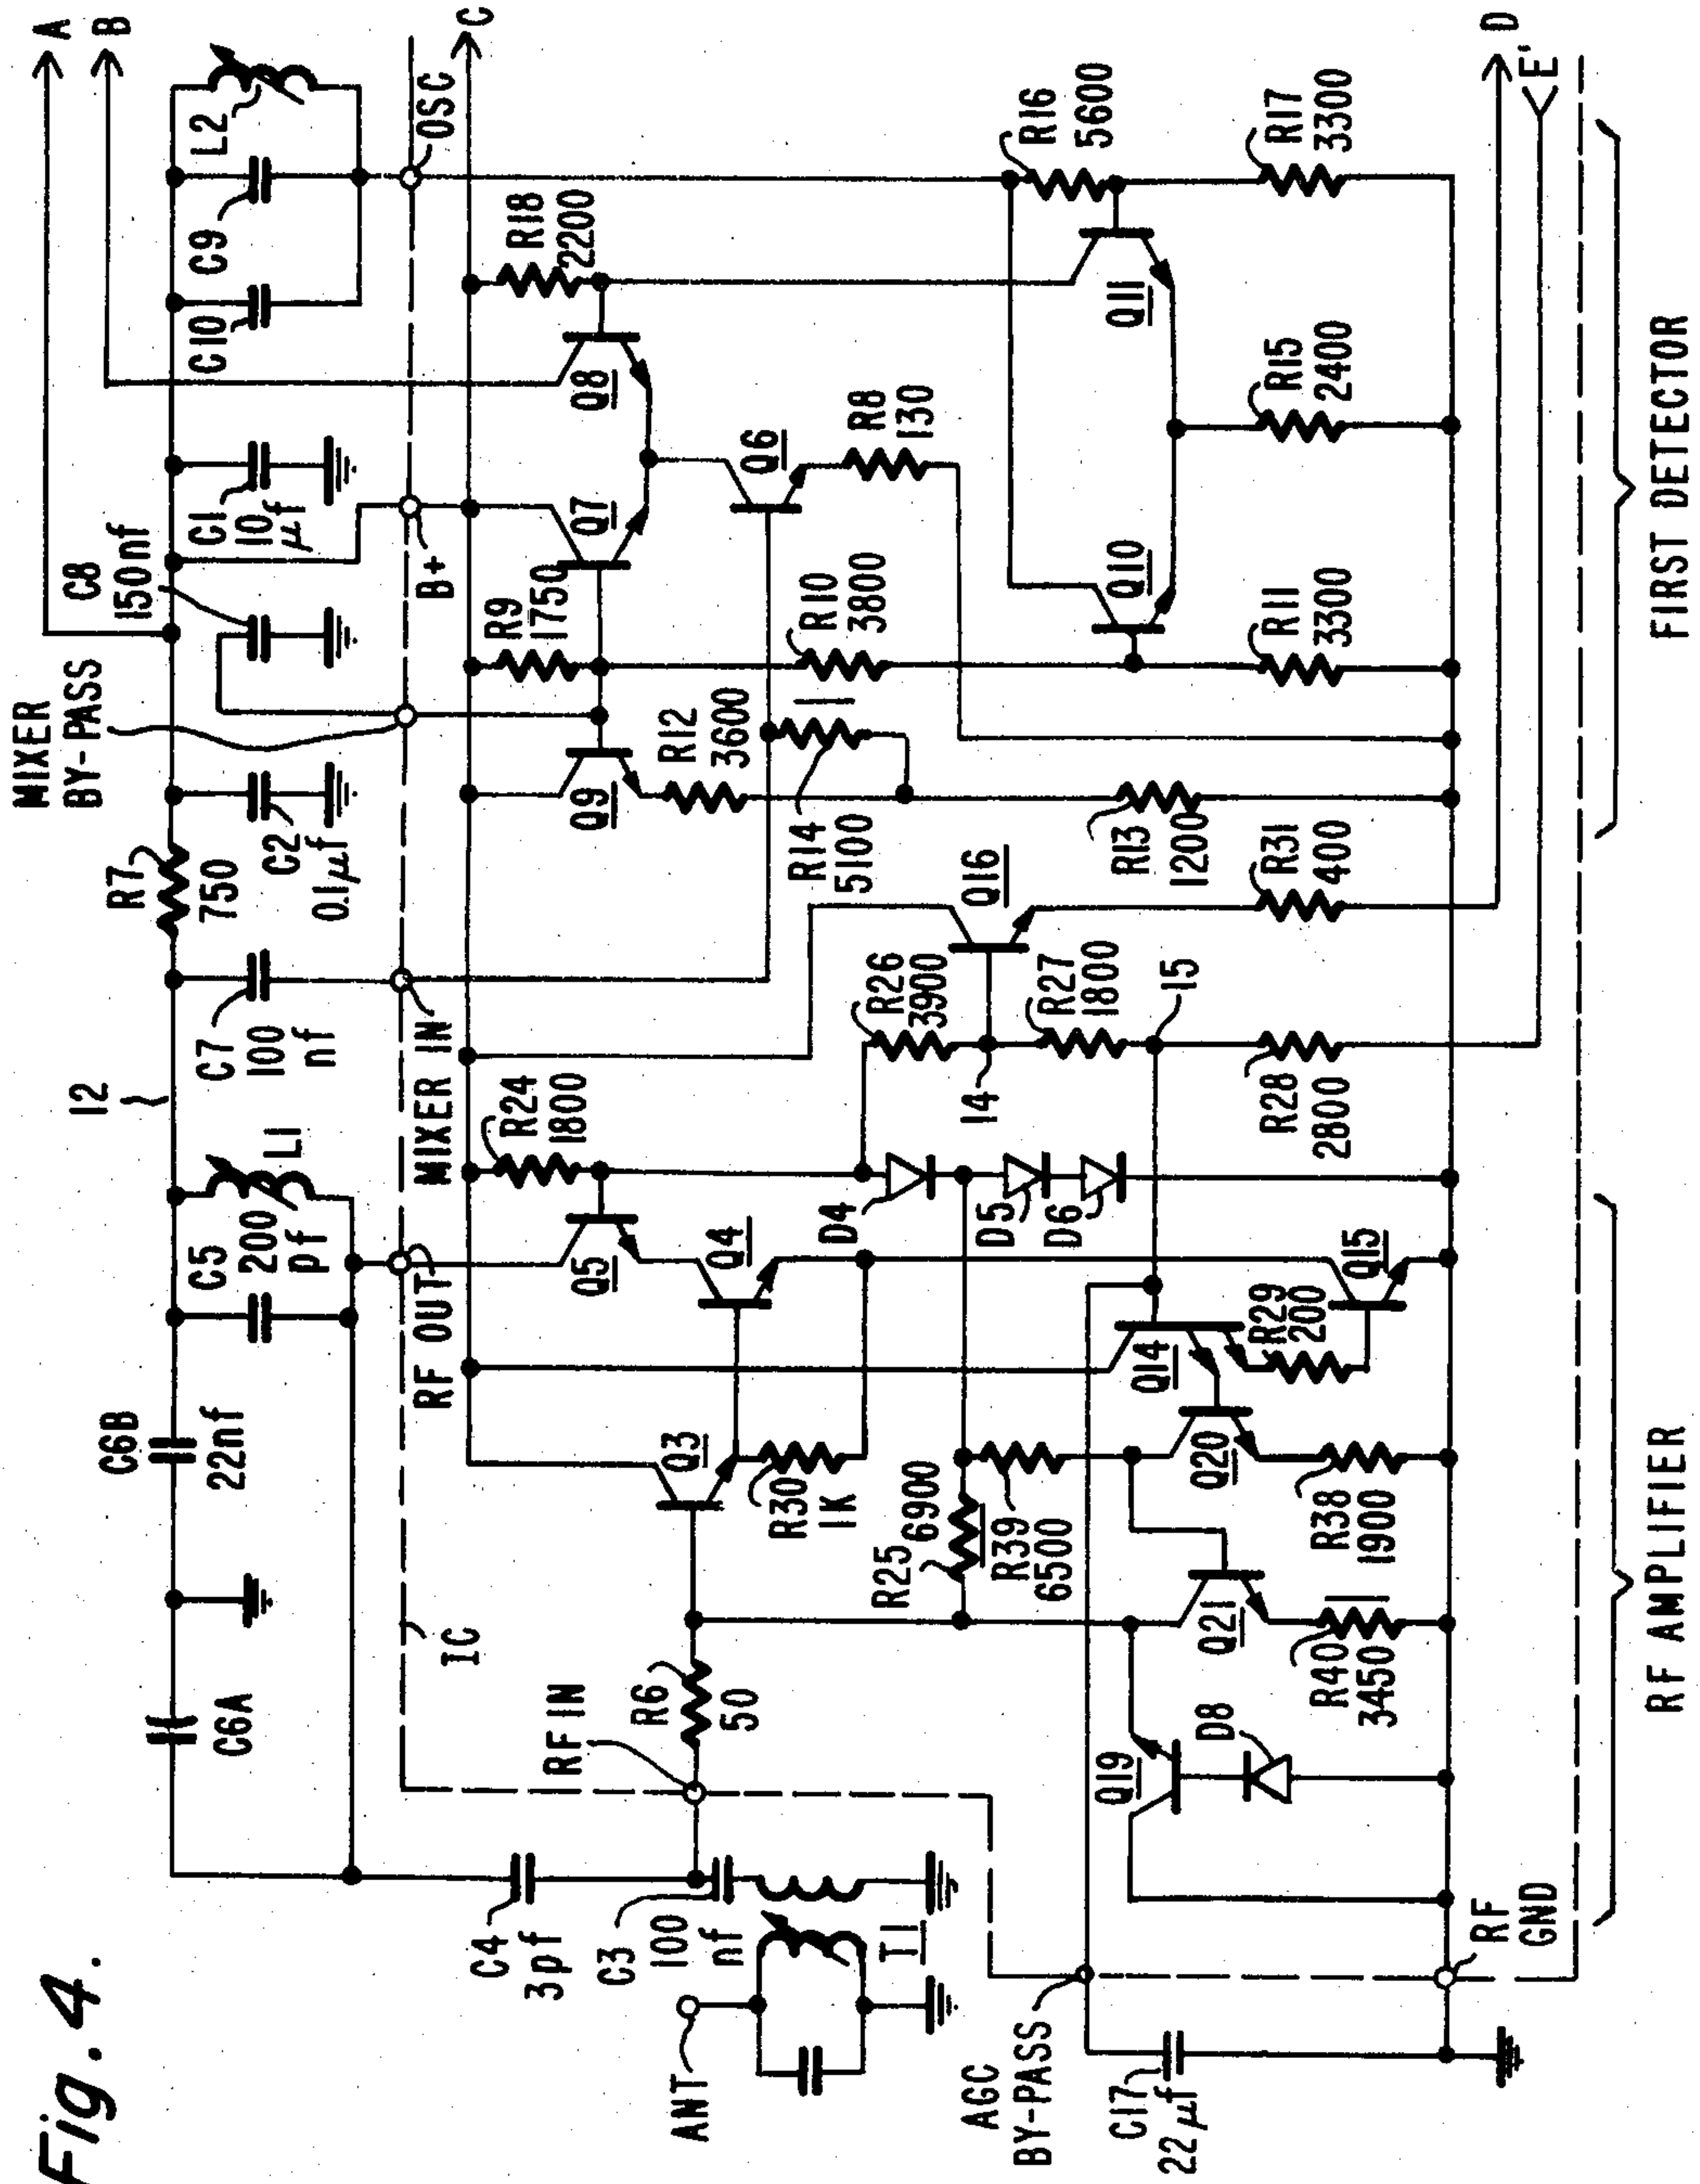 Fig. 4.
A
B
C
D
E'
MIXER
BY-PASS
12
C6A
C6B
22nf
C5
200
pf
L1
C7
100
nf
R7
750
C2
0.1μf
C8
150nf
C1
10
μf
C10
C9
L2
IC
RF OUT
MIXER IN
B+
OSC
C4
3pf
C3
100
nf
ANT
T1
RF IN
R6
50
Q3
R30
1K
Q4
Q5
R24
1800
D4
D5
D6
R26
3900
14
R27
1800
15
R28
2800
Q16
R31
400
Q9
R12
3600
R14
5100
R13
1200
R9
1750
R10
3800
R11
3300
Q7
Q8
Q6
R8
130
R18
2200
Q10
Q11
R15
2400
R16
5600
R17
3300
R25
6900
R39
6500
Q14
Q15
R29
200
Q20
R38
1900
Q21
R40
3450
Q19
D8
AGC
BY-PASS
C17
22μf
RF
GND
RF AMPLIFIER
FIRST DETECTOR